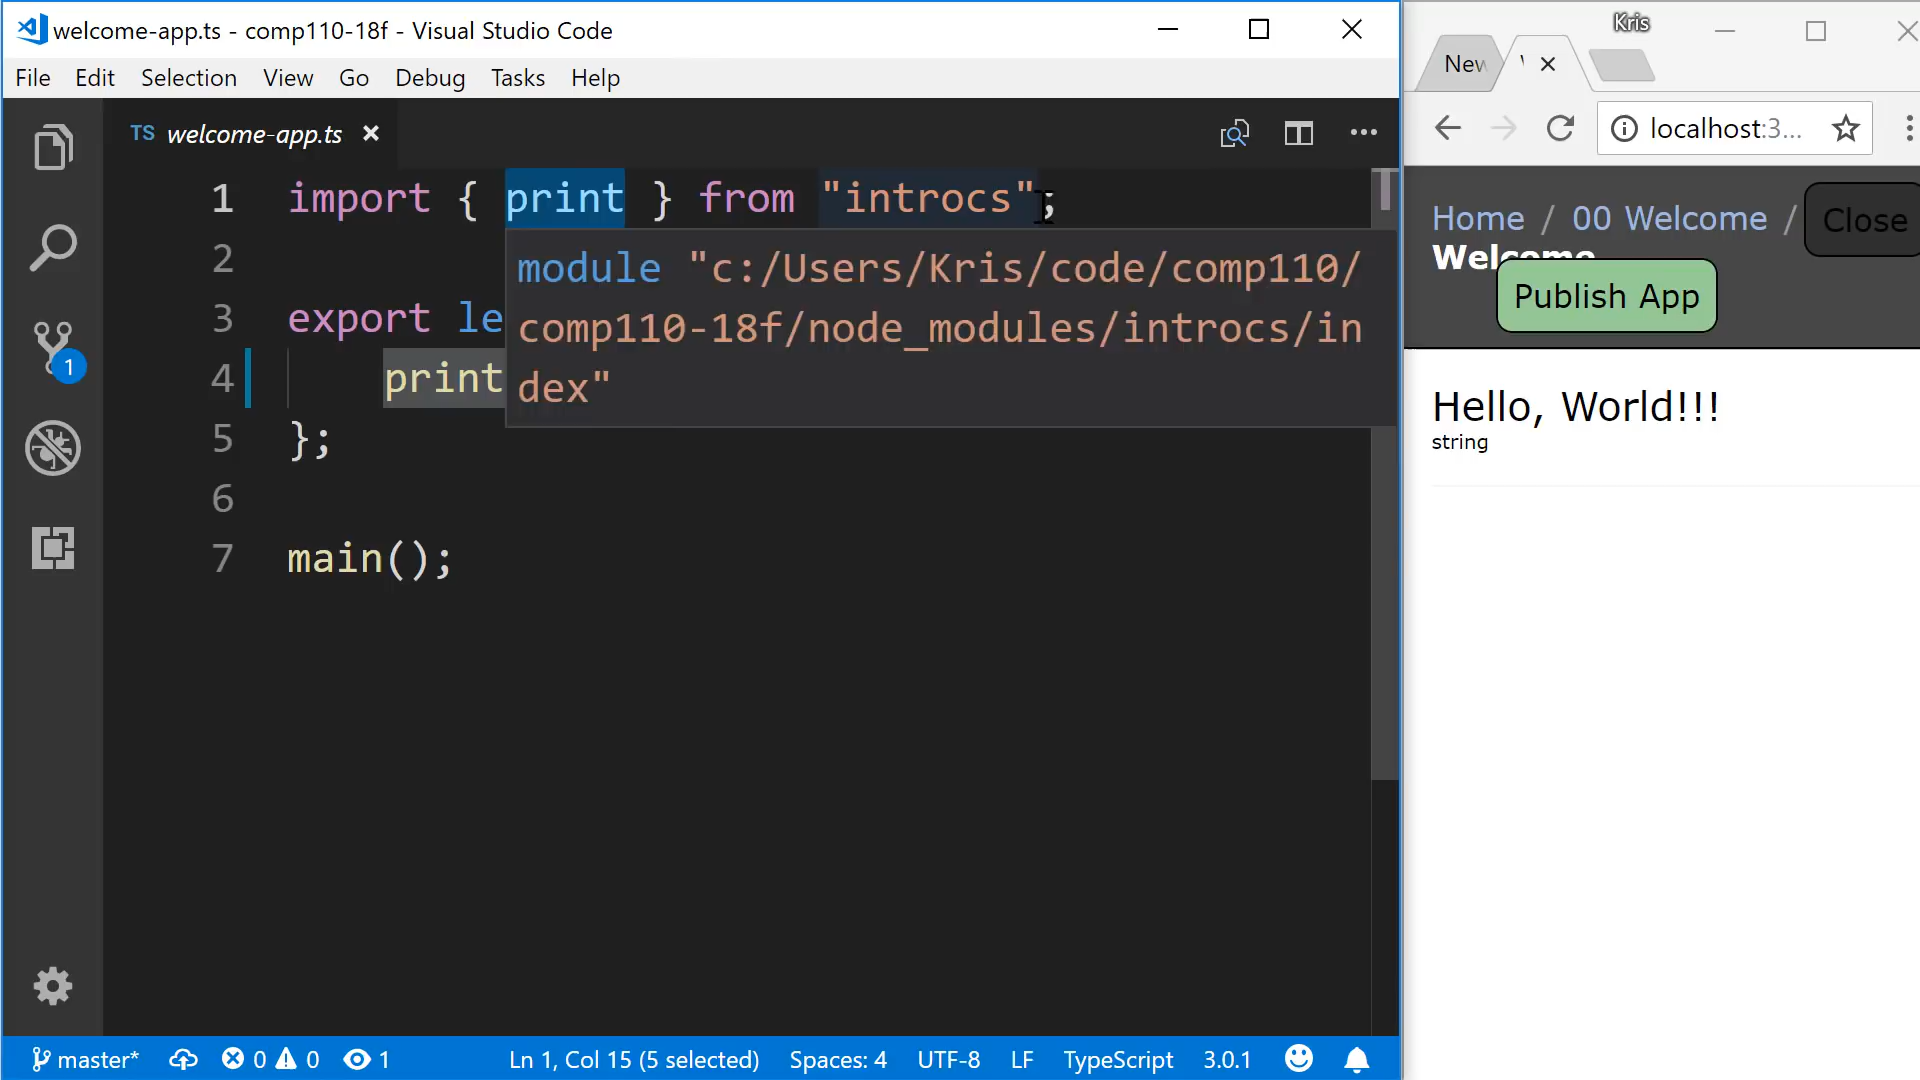 welcome-app.ts - comp110-18f - Visual Studio Code
File Edit Selection View Go Debug Tasks Help
TS welcome-app.ts
1 import { print } from "introcs";
2
module "c:/Users/Kris/code/comp110/
comp110-18f/node_modules/introcs/in
dex"
3 export le
4 print
5 };
6
7 main();
1
master* 0 0 1 Ln 1, Col 15 (5 selected) Spaces: 4 UTF-8 LF TypeScript 3.0.1
Kris
New
localhost:3...
Home / 00 Welcome /
Welcome
Close
Publish App
Hello, World!!!
string